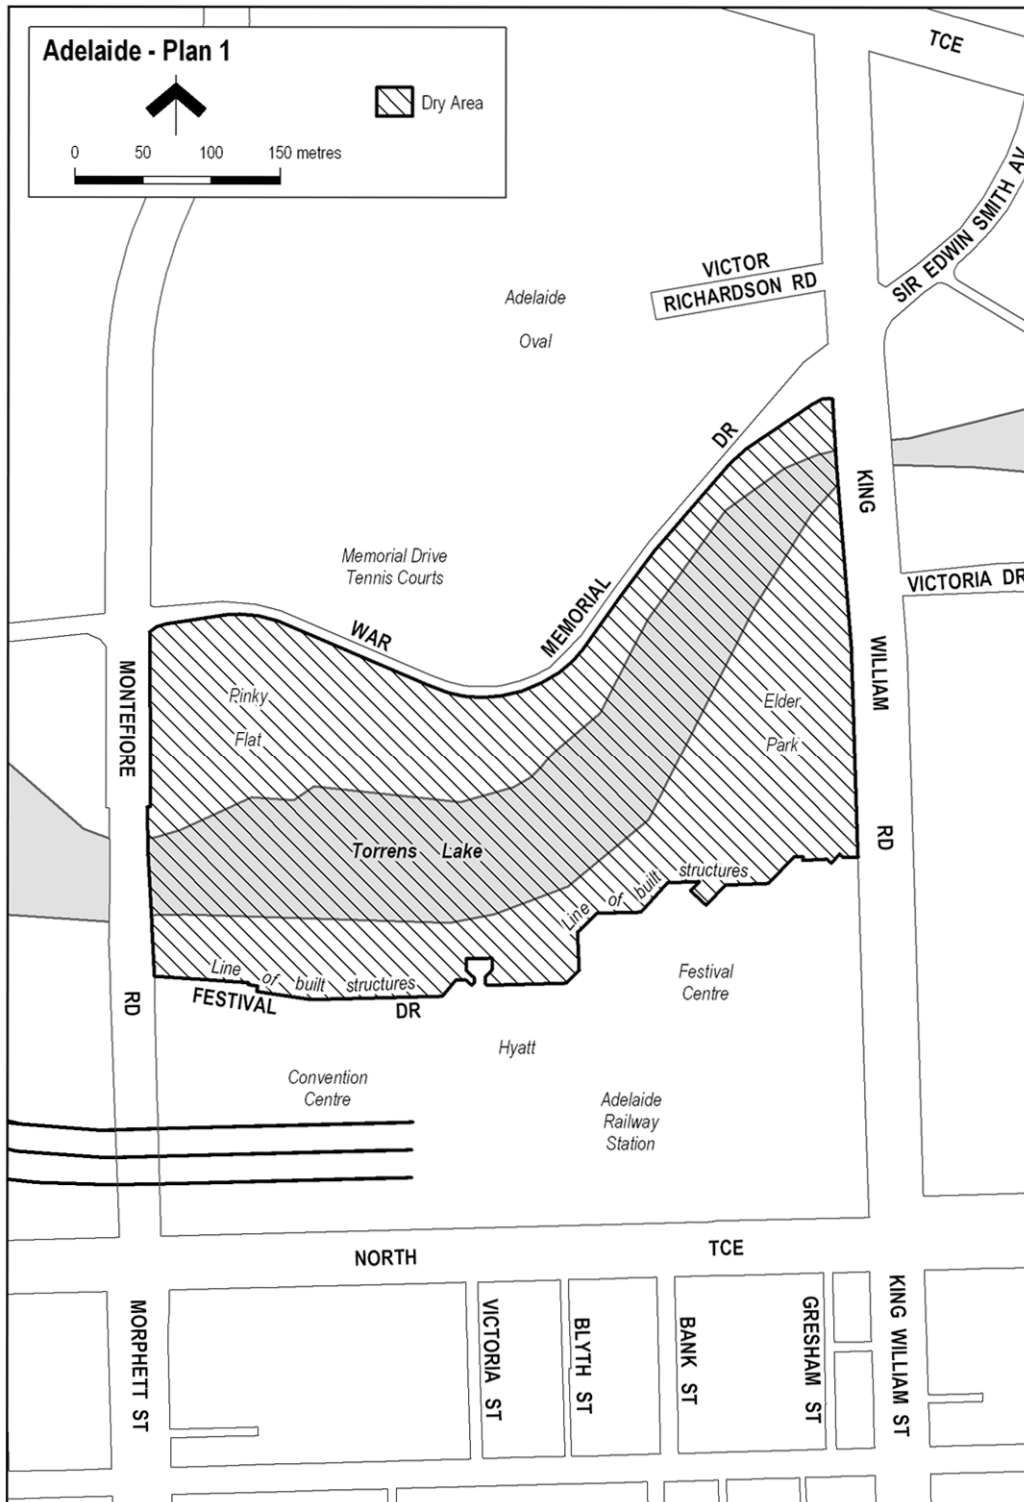 Adelaide - Plan 1
Dry Area
0 50 100 150 metres
TCE
SIR EDWIN SMITH AV
VICTOR
RICHARDSON RD
Adelaide
Oval
DR
KING
Memorial Drive
Tennis Courts
VICTORIA DR
MEMORIAL
WAR
MONTEFIORE
WILLIAM
Pinky
Flat
Elder
Park
RD
Torrens Lake
Line of built structures
Line of built structures
FESTIVAL
DR
RD
Festival
Centre
Hyatt
Convention
Centre
Adelaide
Railway
Station
NORTH
TCE
MORPHETT ST
VICTORIA ST
BLYTH ST
BANK ST
GRESHAM ST
KING WILLIAM ST